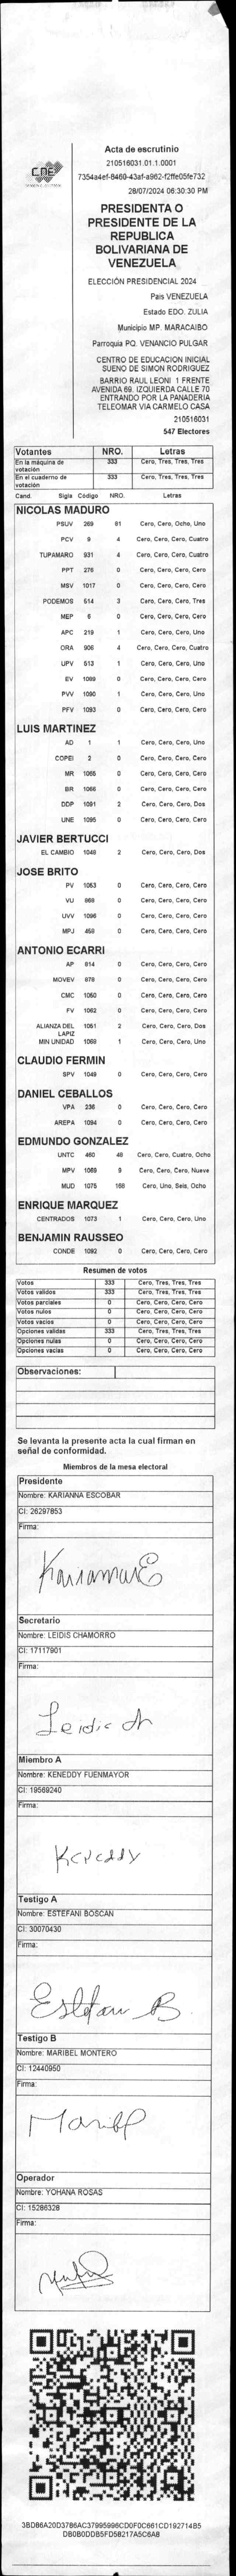 Acta de escrutinio
210516031.01.1.0001
7354a4ef-8460-43af-a962-f2ffe05fe732
28/07/2024 06:30:30 PM
CNE
PRESIDENTA O
PRESIDENTE DE LA
REPUBLICA
BOLIVARIANA DE
VENEZUELA
ELECCIÓN PRESIDENCIAL 2024
Pais VENEZUELA
Estado EDO. ZULIA
Municipio MP. MARACAIBO
Parroquia PQ. VENANCIO PULGAR
CENTRO DE EDUCACION INICIAL
SUENO DE SIMON RODRIGUEZ
BARRIO RAUL LEONI 1 FRENTE
AVENIDA 69. IZQUIERDA CALLE 70
ENTRANDO POR LA PANADERIA
TELEOMAR VIA CARMELO CASA
210516031
547 Electores
Votantes NRO. Letras
En la máquina de votación 333 Cero, Tres, Tres, Tres
En el cuaderno de votación 333 Cero, Tres, Tres, Tres
Cand. Sigla Código NRO. Letras
NICOLAS MADURO
PSUV 269 81 Cero, Cero, Ocho, Uno
PCV 9 4 Cero, Cero, Cero, Cuatro
TUPAMARO 931 4 Cero, Cero, Cero, Cuatro
PPT 276 0 Cero, Cero, Cero, Cero
MSV 1017 0 Cero, Cero, Cero, Cero
PODEMOS 514 3 Cero, Cero, Cero, Tres
MEP 6 0 Cero, Cero, Cero, Cero
APC 219 1 Cero, Cero, Cero, Uno
ORA 906 4 Cero, Cero, Cero, Cuatro
UPV 513 1 Cero, Cero, Cero, Uno
EV 1089 0 Cero, Cero, Cero, Cero
PVV 1090 1 Cero, Cero, Cero, Uno
PFV 1093 0 Cero, Cero, Cero, Cero
LUIS MARTINEZ
AD 1 1 Cero, Cero, Cero, Uno
COPEI 2 0 Cero, Cero, Cero, Cero
MR 1065 0 Cero, Cero, Cero, Cero
BR 1066 0 Cero, Cero, Cero, Cero
DDP 1091 2 Cero, Cero, Cero, Dos
UNE 1095 0 Cero, Cero, Cero, Cero
JAVIER BERTUCCI
EL CAMBIO 1048 2 Cero, Cero, Cero, Dos
JOSE BRITO
PV 1053 0 Cero, Cero, Cero, Cero
VU 869 0 Cero, Cero, Cero, Cero
UVV 1096 0 Cero, Cero, Cero, Cero
MPJ 458 0 Cero, Cero, Cero, Cero
ANTONIO ECARRI
AP 914 0 Cero, Cero, Cero, Cero
MOVEV 878 0 Cero, Cero, Cero, Cero
CMC 1050 0 Cero, Cero, Cero, Cero
FV 1062 0 Cero, Cero, Cero, Cero
ALIANZA DEL LAPIZ 1051 2 Cero, Cero, Cero, Dos
MIN UNIDAD 1069 1 Cero, Cero, Cero, Uno
CLAUDIO FERMIN
SPV 1049 0 Cero, Cero, Cero, Cero
DANIEL CEBALLOS
VPA 236 0 Cero, Cero, Cero, Cero
AREPA 1094 0 Cero, Cero, Cero, Cero
EDMUNDO GONZALEZ
UNTC 460 48 Cero, Cero, Cuatro, Ocho
MPV 1068 9 Cero, Cero, Cero, Nueve
MUD 1075 168 Cero, Uno, Seis, Ocho
ENRIQUE MARQUEZ
CENTRADOS 1073 1 Cero, Cero, Cero, Uno
BENJAMIN RAUSSEO
CONDE 1092 0 Cero, Cero, Cero, Cero
Resumen de votos
Votos 333 Cero, Tres, Tres, Tres
Votos validos 333 Cero, Tres, Tres, Tres
Votos parciales 0 Cero, Cero, Cero, Cero
Votos nulos 0 Cero, Cero, Cero, Cero
Votos vacios 0 Cero, Cero, Cero, Cero
Opciones validas 333 Cero, Tres, Tres, Tres
Opciones nulas 0 Cero, Cero, Cero, Cero
Opciones vacias 0 Cero, Cero, Cero, Cero
Observaciones:
Se levanta la presente acta la cual firman en
señal de conformidad.
Miembros de la mesa electoral
Presidente
Nombre: KARIANNA ESCOBAR
CI: 26297853
Firma:
Secretario
Nombre: LEIDIS CHAMORRO
CI: 17117901
Firma:
Leidis Ch
Miembro A
Nombre: KENEDDY FUENMAYOR
CI: 19569240
Firma:
Keneddy
Testigo A
Nombre: ESTEFANI BOSCAN
CI: 30070430
Firma:
Estefani B.
Testigo B
Nombre: MARIBEL MONTERO
CI: 12440950
Firma:
Operador
Nombre: YOHANA ROSAS
CI: 15286328
Firma:
3BD86A20D3786AC37995996CD0F0C661CD192714B5
DB0B0DDB5FD58217A5C6A8